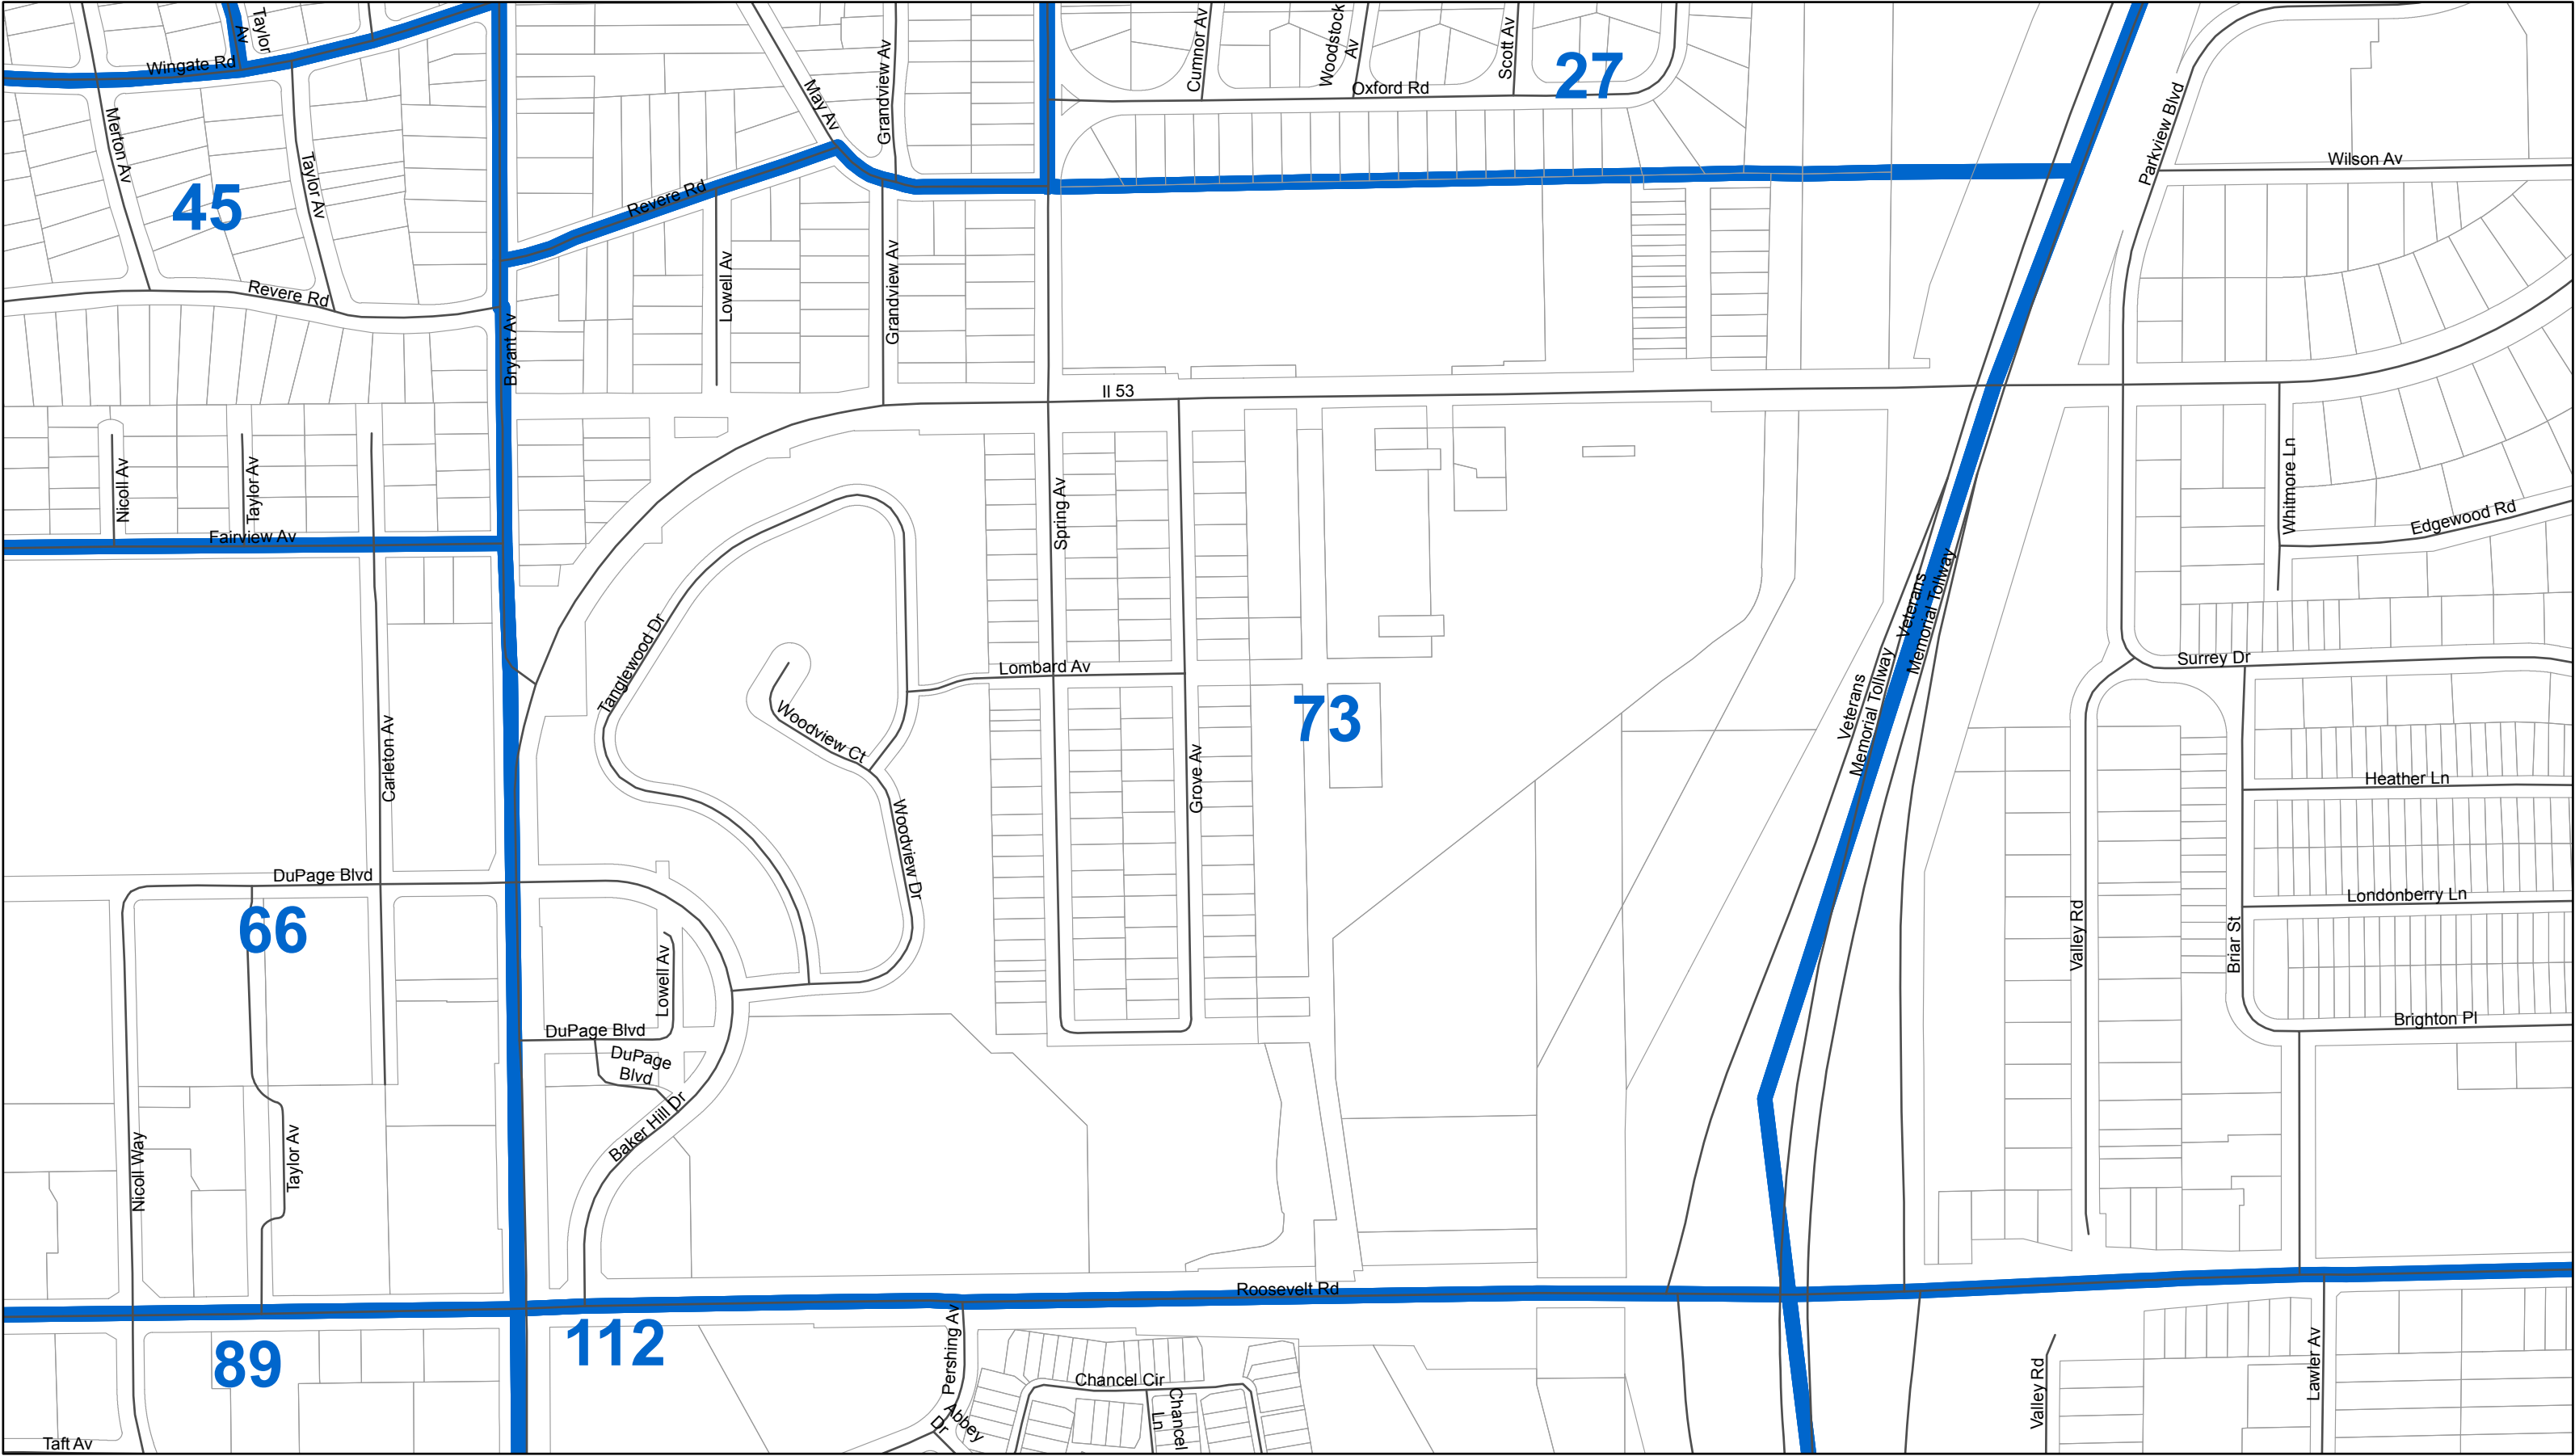 Taylor
Av
Wingate Rd
Merton Av
Taylor Av
45
Revere Rd
May Av
Grandview Av
Revere Rd
Lowell Av
Grandview Av
Bryant Av
Cumnor Av
Woodstock
Av
Scott Av
Oxford Rd
27
Parkview Blvd
Wilson Av
Il 53
Nicoll Av
Taylor Av
Fairview Av
Spring Av
Whitmore Ln
Edgewood Rd
Tanglewood Dr
Lombard Av
Woodview Ct
73
Veterans
Memorial Tollway
Veterans
Memorial Tollway
Surrey Dr
Carleton Av
Grove Av
Heather Ln
Woodview Dr
DuPage Blvd
66
Londonberry Ln
Valley Rd
Briar St
Lowell Av
DuPage Blvd
DuPage
Blvd
Brighton Pl
Baker Hill Dr
Nicoll Way
Taylor Av
Roosevelt Rd
89
112
Pershing Av
Chancel Cir
Chancel
Ln
Abbey
Dr
Valley Rd
Lawler Av
Taft Av